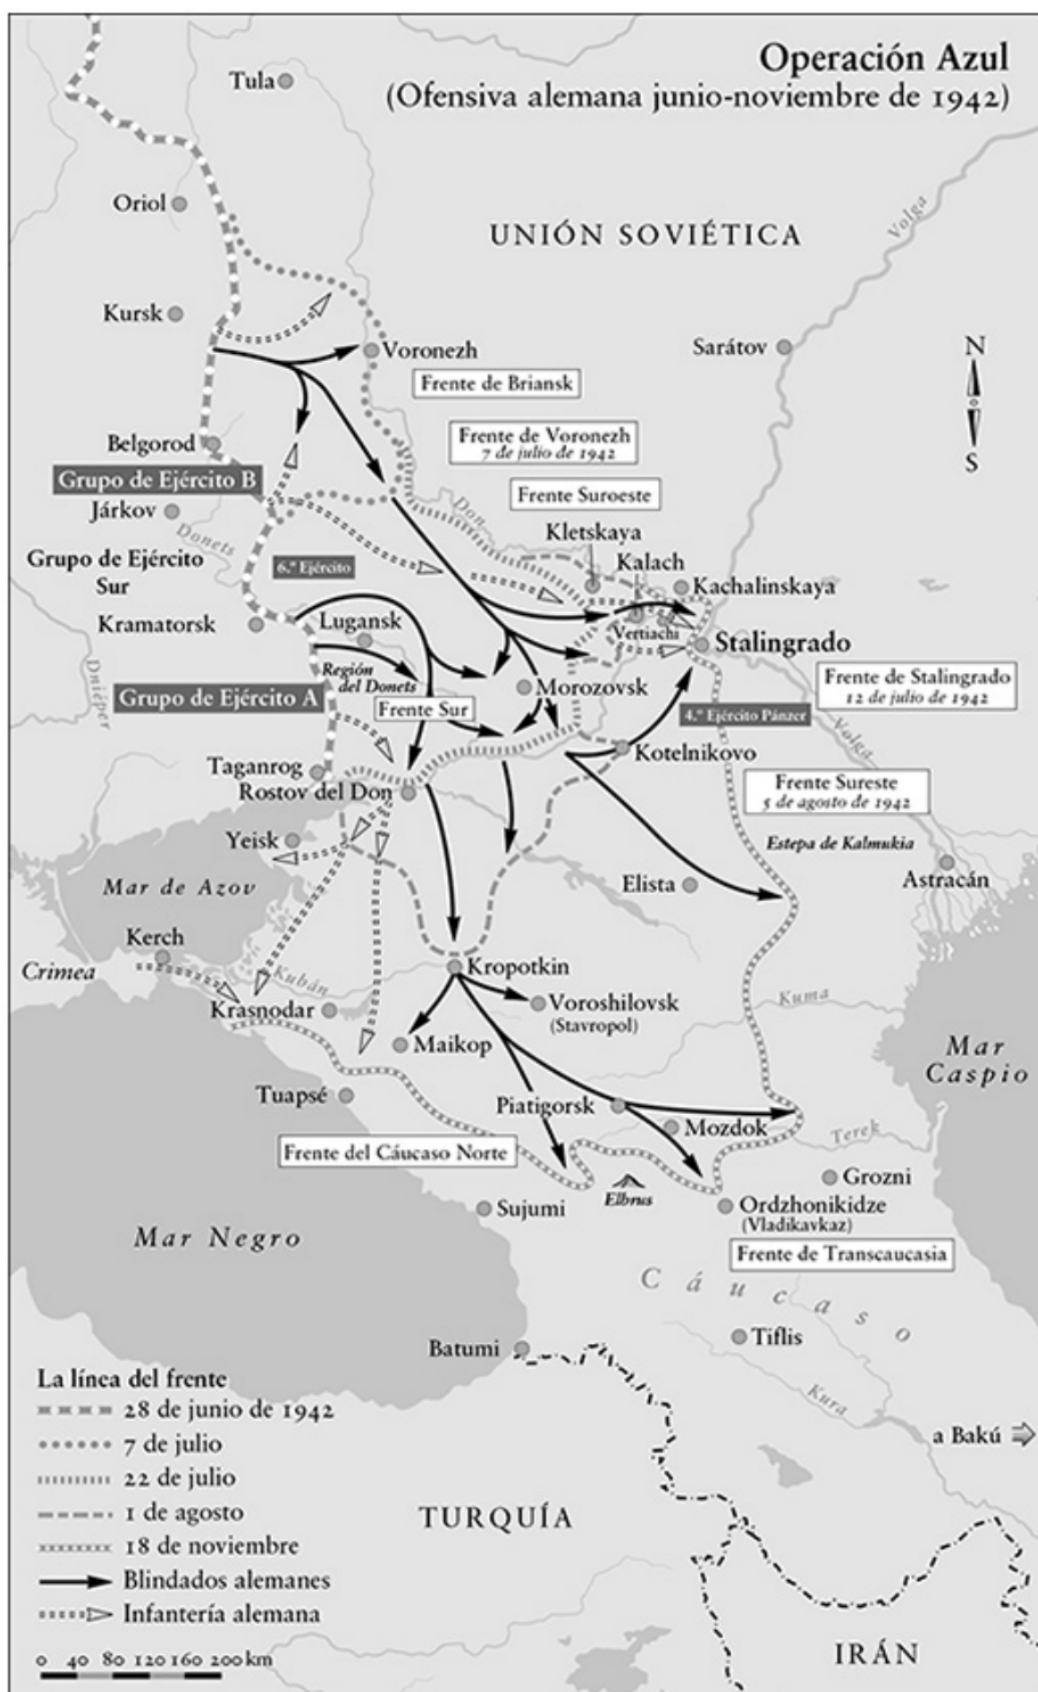 Operación Azul
(Ofensiva alemana junio-noviembre de 1942)
Tula
Oriol
UNIÓN SOVIÉTICA
Volga
Kursk
Voronezh
Sarátov
N
S
Frente de Briansk
Belgorod
Frente de Voronezh
7 de julio de 1942
Grupo de Ejército B
Frente Suroeste
Járkov
Donets
Don
Kletskaya
Grupo de Ejército
Sur
6.º Ejército
Kalach
Kachalinskaya
Kramatorsk
Lugansk
Vertiachi
Stalingrado
Dniéper
Región
del Donets
Grupo de Ejército A
Morozovsk
Frente de Stalingrado
12 de julio de 1942
Frente Sur
4.º Ejército Pánzer
Volga
Taganrog
Kotelnikovo
Rostov del Don
Frente Sureste
5 de agosto de 1942
Yeisk
Estepa de Kalmukia
Mar de Azov
Elista
Astracán
Kerch
Crimea
Kubán
Kropotkin
Krasnodar
Voroshilovsk
(Stavropol)
Kuma
Maikop
Mar
Caspio
Tuapsé
Piatigorsk
Mozdok
Terek
Frente del Cáucaso Norte
Grozni
Elbrus
Sujumi
Ordzhonikidze
(Vladikavkaz)
Mar Negro
Frente de Transcaucasia
Cáucaso
Batumi
Tiflis
Kura
a Bakú
La línea del frente
28 de junio de 1942
7 de julio
22 de julio
1 de agosto
18 de noviembre
Blindados alemanes
Infantería alemana
0 40 80 120 160 200 km
TURQUÍA
IRÁN